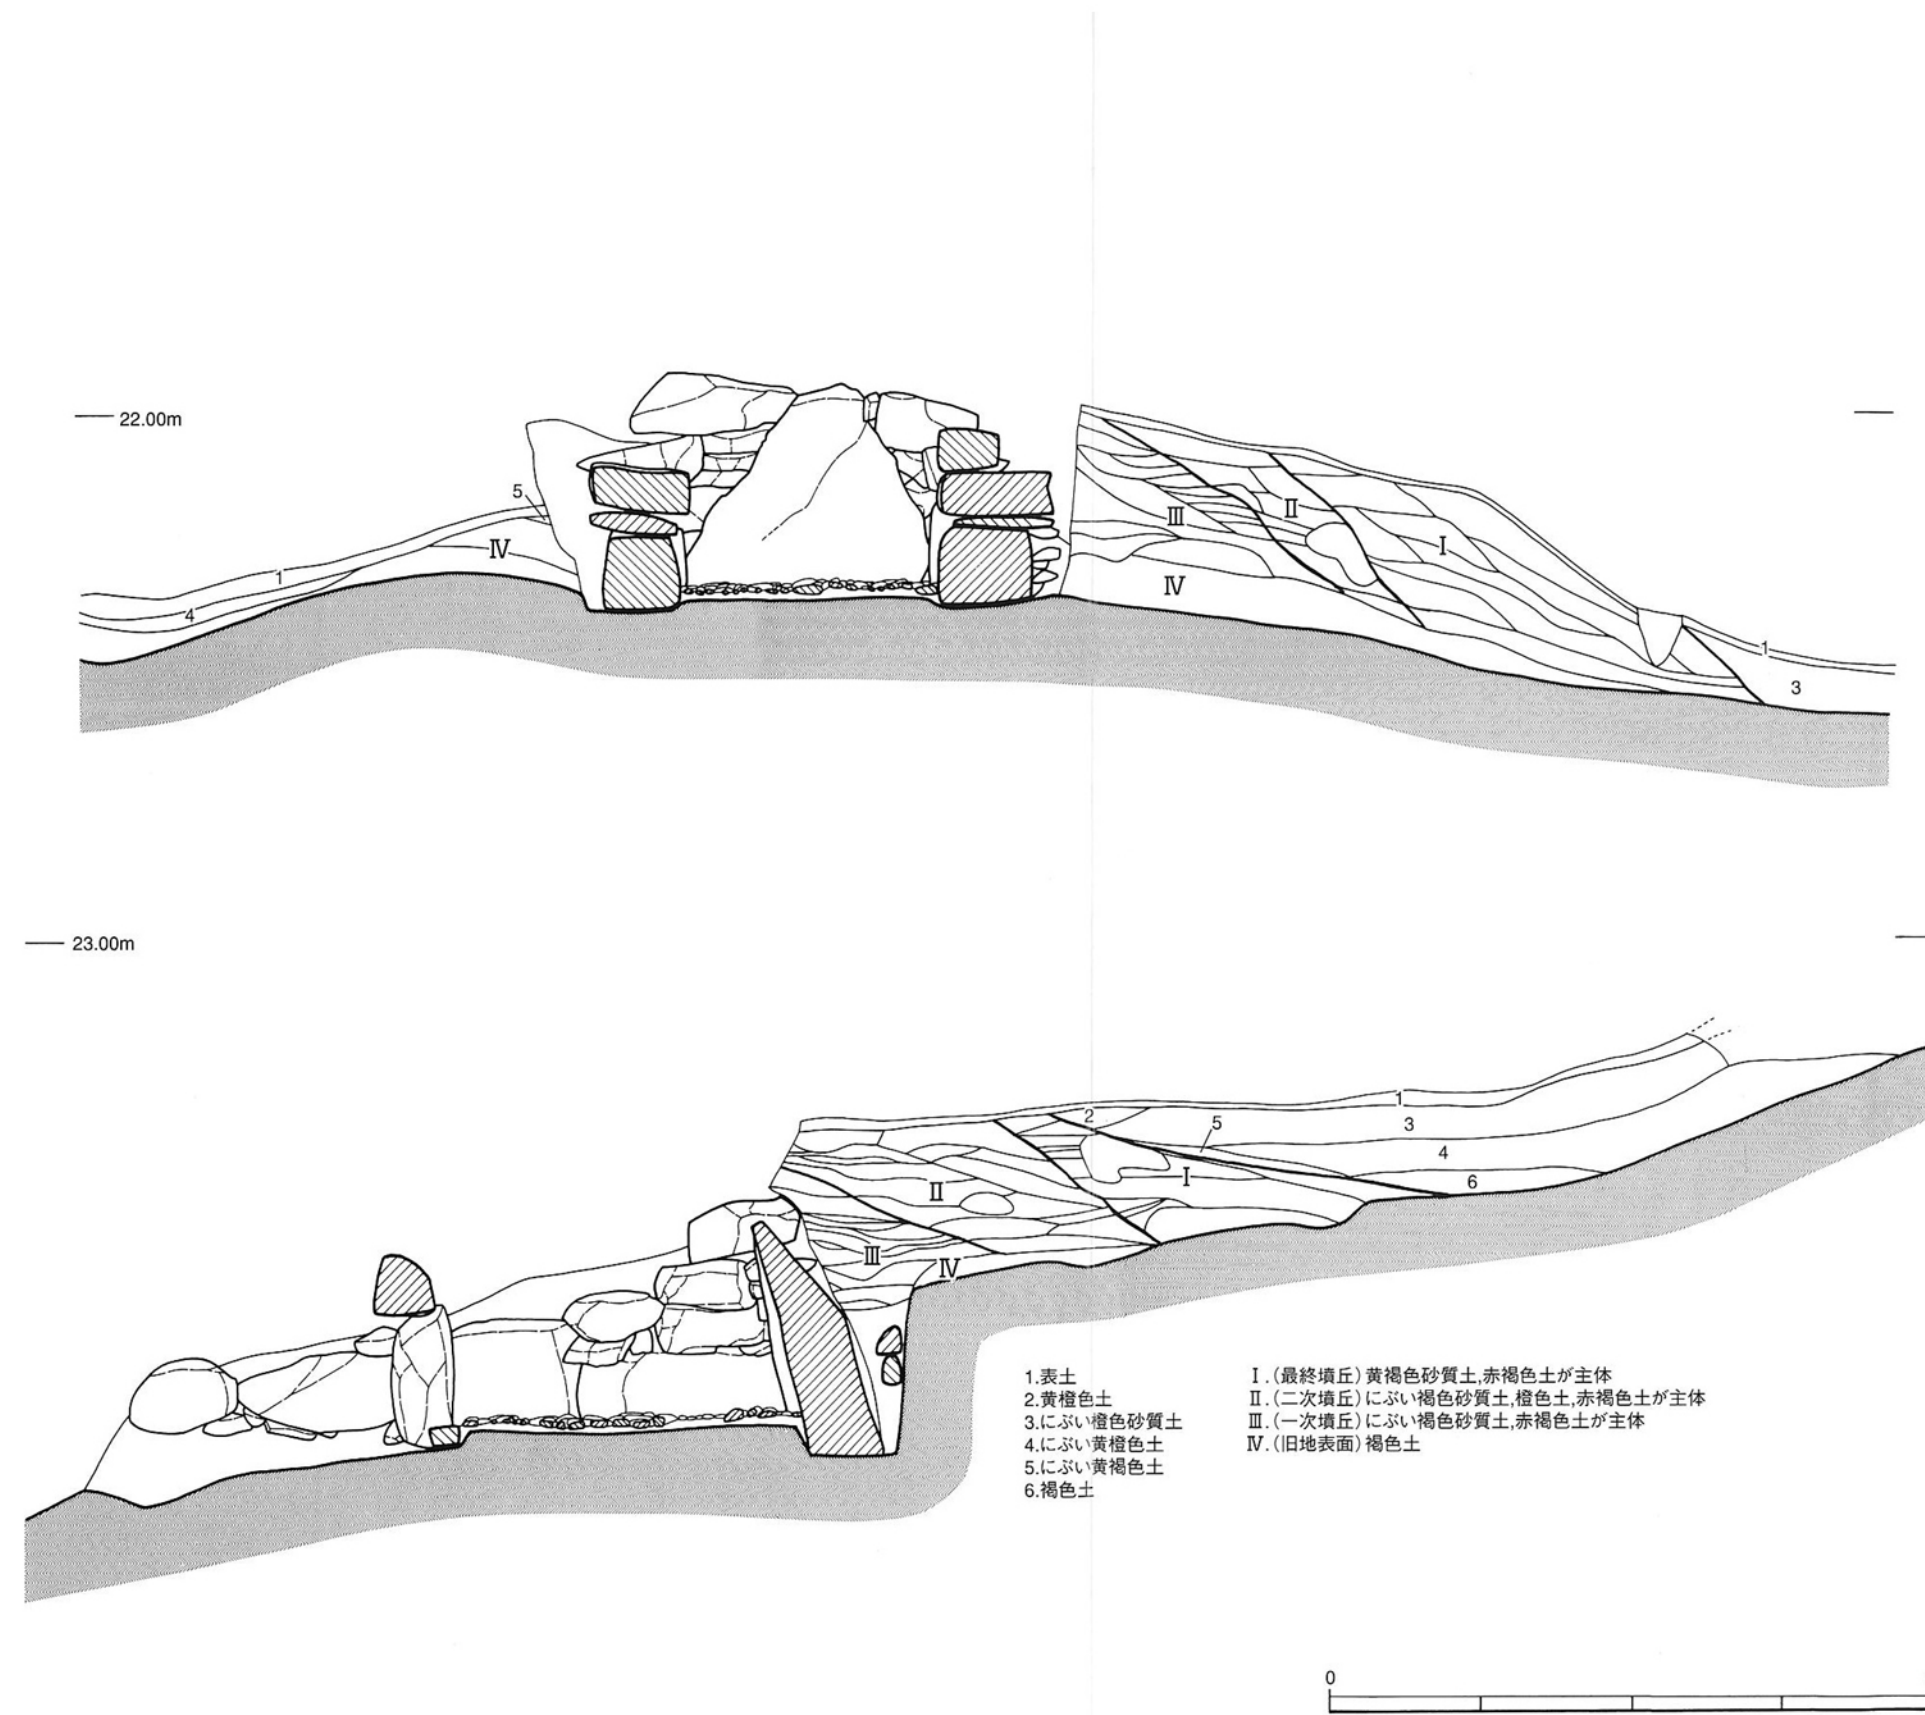 22.00m
5
Ⅳ
1
4
Ⅲ
Ⅱ
Ⅰ
Ⅳ
1
3
23.00m
1
2
3
5
4
Ⅰ
6
Ⅱ
Ⅲ
Ⅳ
1.表土
2.黄橙色土
3.にぶい橙色砂質土
4.にぶい黄橙色土
5.にぶい黄褐色土
6.褐色土
Ⅰ.(最終墳丘)黄褐色砂質土,赤褐色土が主体
Ⅱ.(二次墳丘)にぶい褐色砂質土,橙色土,赤褐色土が主体
Ⅲ.(一次墳丘)にぶい褐色砂質土,赤褐色土が主体
Ⅳ.(旧地表面)褐色土
0